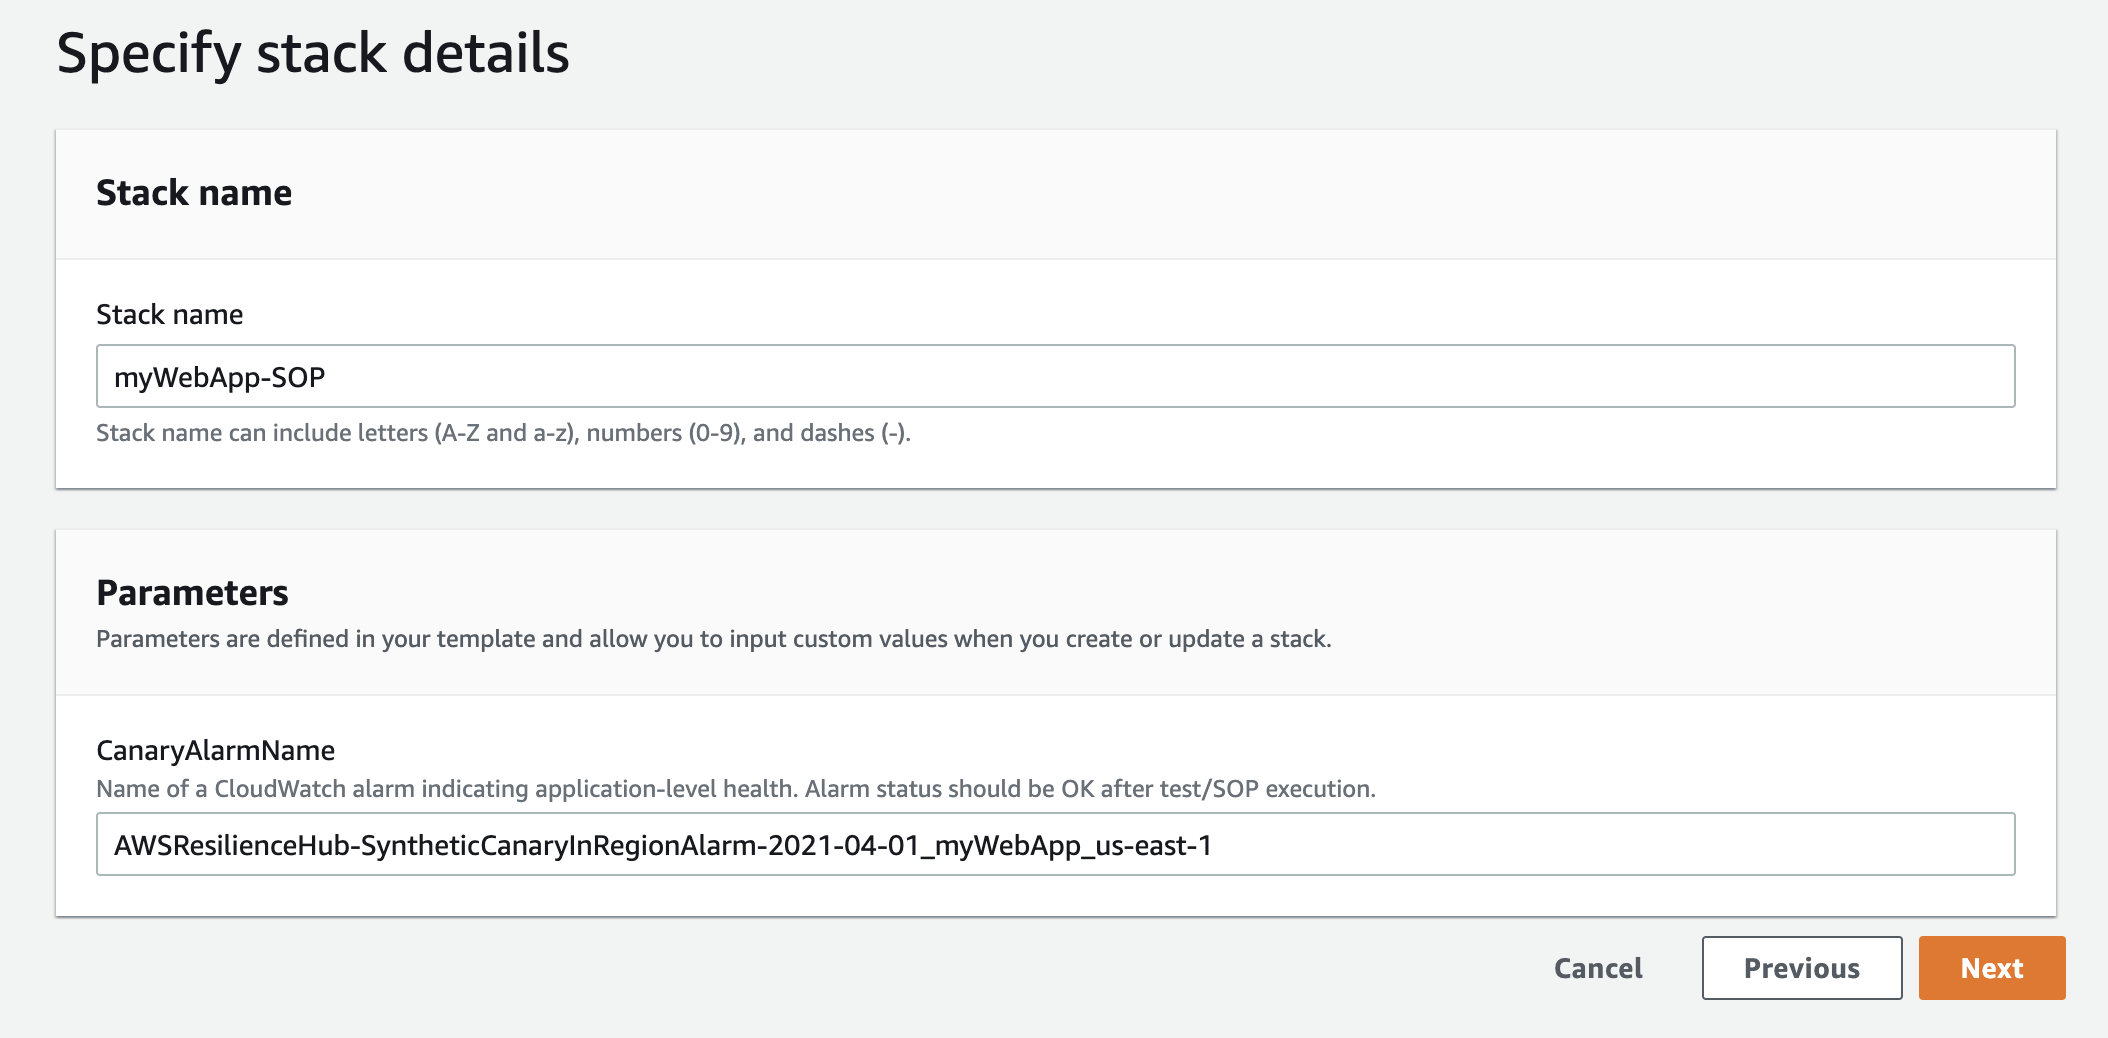 Specify stack details
Stack name
Stack name
myWebApp-SOP
Stack name can include letters (A-Z and a-z), numbers (0-9), and dashes (-).
Parameters
Parameters are defined in your template and allow you to input custom values when you create or update a stack.
CanaryAlarmName
Name of a CloudWatch alarm indicating application-level health. Alarm status should be OK after test/SOP execution.
AWSResilienceHub-SyntheticCanaryInRegionAlarm-2021-04-01_myWebApp_us-east-1
Cancel Previous Next